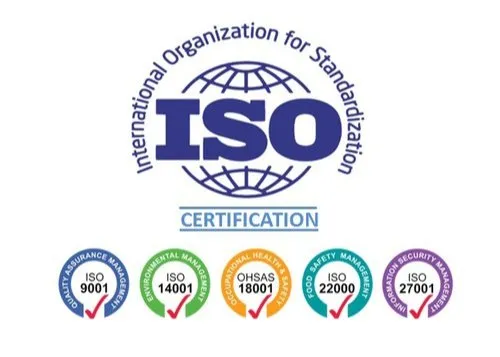 International Organization for Standardization
ISO
CERTIFICATION
QUALITY ASSURANCE MANAGEMENT
ISO
9001
ENVIRONMENTAL MANAGEMENT
ISO
14001
OCCUPATIONAL HEALTH & SAFETY
OHSAS
18001
FOOD SAFETY MANAGEMENT
ISO
22000
INFORMATION SECURITY MANAGEMENT
ISO
27001